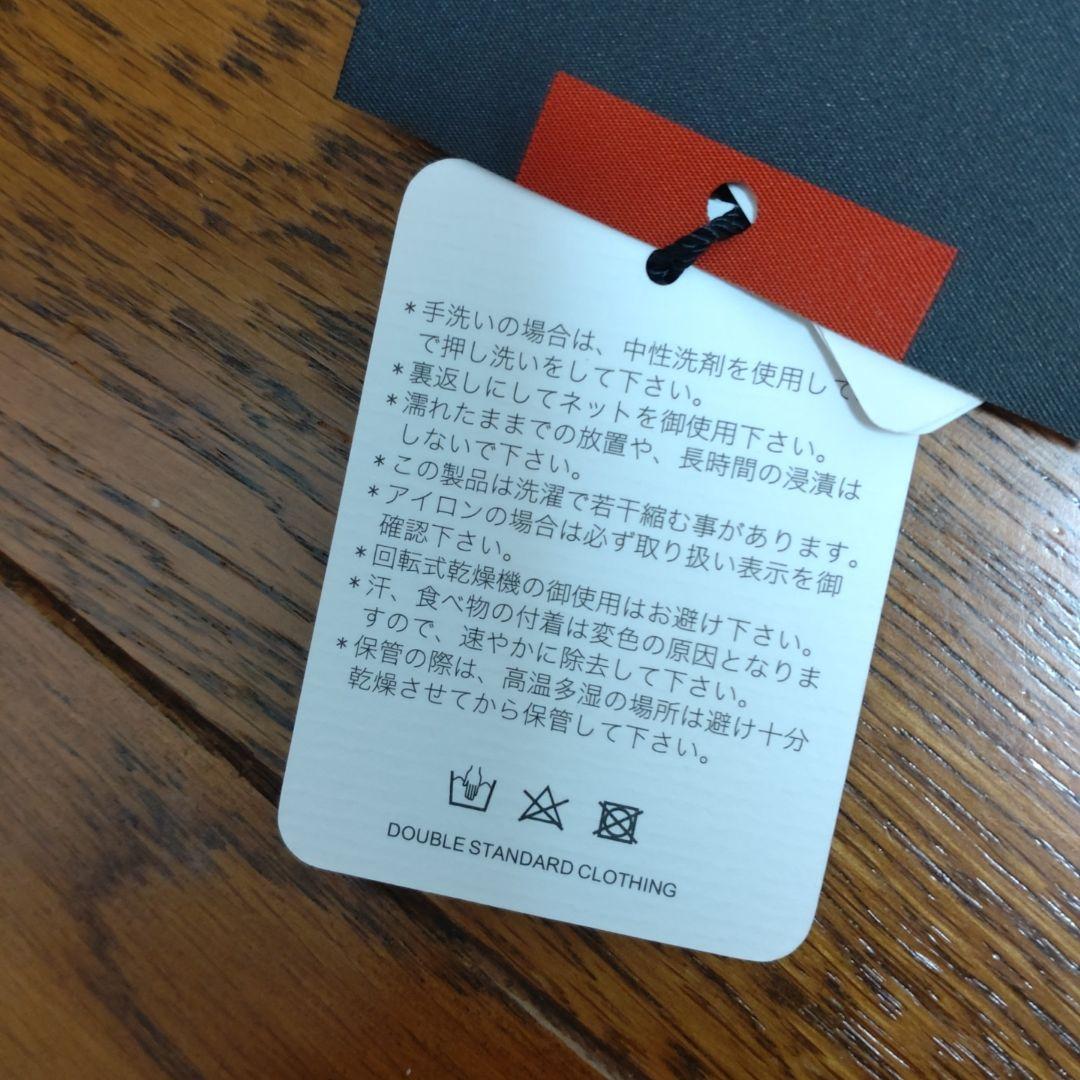 ＊手洗いの場合は、中性洗剤を使用して
で押し洗いをして下さい。
＊裏返しにしてネットを御使用下さい。
＊濡れたままでの放置や、長時間の浸漬は
しないで下さい。
＊この製品は洗濯で若干縮む事があります。
＊アイロンの場合は必ず取り扱い表示を御
確認下さい。
＊回転式乾燥機の御使用はお避け下さい。
＊汗、食べ物の付着は変色の原因となりま
すので、速やかに除去して下さい。
＊保管の際は、高温多湿の場所は避け十分
乾燥させてから保管して下さい。
DOUBLE STANDARD CLOTHING